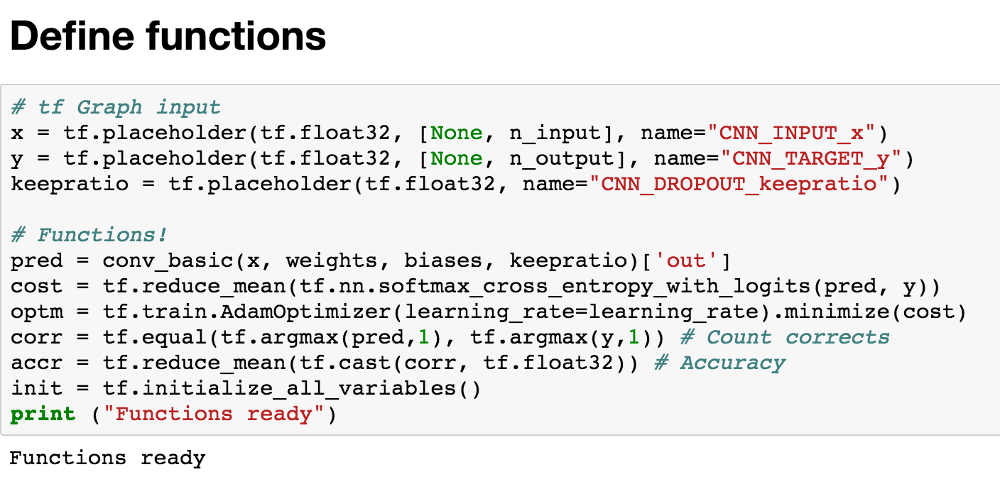 Define functions
# tf Graph input
x = tf.placeholder(tf.float32, [None, n_input], name="CNN_INPUT_x")
y = tf.placeholder(tf.float32, [None, n_output], name="CNN_TARGET_y")
keepratio = tf.placeholder(tf.float32, name="CNN_DROPOUT_keepratio")
# Functions!
pred = conv_basic(x, weights, biases, keepratio)['out']
cost = tf.reduce_mean(tf.nn.softmax_cross_entropy_with_logits(pred, y))
optm = tf.train.AdamOptimizer(learning_rate=learning_rate).minimize(cost)
corr = tf.equal(tf.argmax(pred,1), tf.argmax(y,1)) # Count corrects
accr = tf.reduce_mean(tf.cast(corr, tf.float32)) # Accuracy
init = tf.initialize_all_variables()
print ("Functions ready")
Functions ready